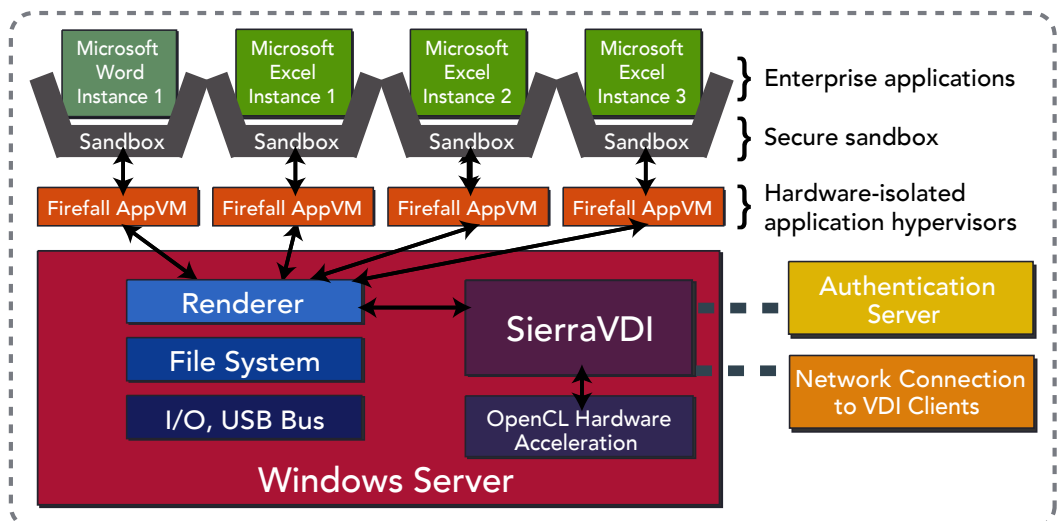 Microsoft
Word
Instance 1
Microsoft
Excel
Instance 1
Microsoft
Excel
Instance 2
Microsoft
Excel
Instance 3
} Enterprise applications
Sandbox
Sandbox
Sandbox
Sandbox
} Secure sandbox
Firefall AppVM
Firefall AppVM
Firefall AppVM
Firefall AppVM
} Hardware-isolated
application hypervisors
Renderer
File System
I/O, USB Bus
SierraVDI
OpenCL Hardware
Acceleration
Windows Server
Authentication
Server
Network Connection
to VDI Clients